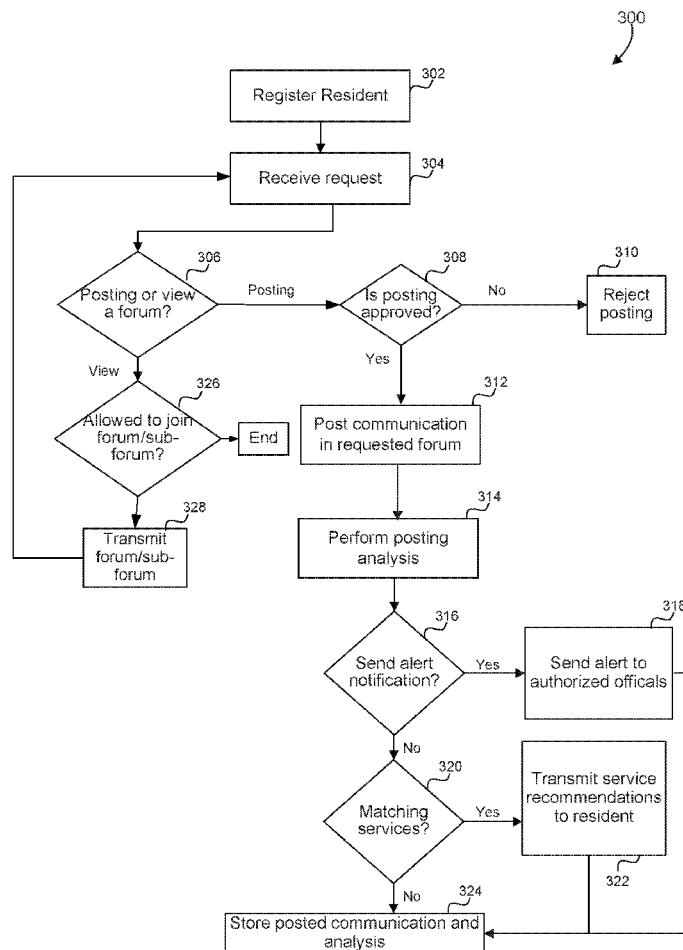 300
302
Register Resident
304
Receive request
306
Posting or view
a forum?
Posting
308
Is posting
approved?
No
310
Reject
posting
View
Yes
326
Allowed to join
forum/sub-
forum?
End
312
Post communication
in requested forum
328
Transmit
forum/sub-
forum
314
Perform posting
analysis
316
Send alert
notification?
Yes
318
Send alert to
authorized officals
No
320
Matching
services?
Yes
Transmit service
recommendations
to resident
322
No
324
Store posted communication and
analysis